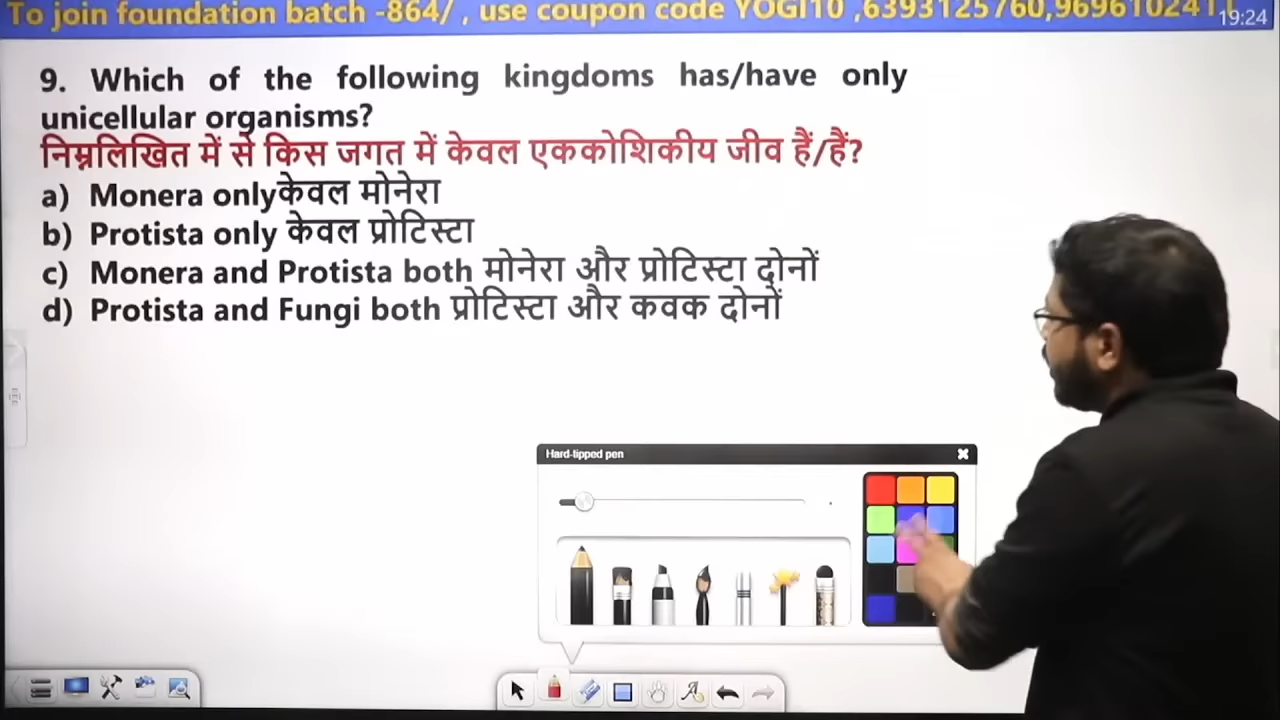 To join foundation batch -864/ , use coupon code YOGI10 ,6393125760,9696102411
19:24
9. Which of the following kingdoms has/have only
unicellular organisms?
निम्नलिखित में से किस जगत में केवल एककोशिकीय जीव हैं/हैं?
a) Monera onlyकेवल मोनेरा
b) Protista only केवल प्रोटिस्टा
c) Monera and Protista both मोनेरा और प्रोटिस्टा दोनों
d) Protista and Fungi both प्रोटिस्टा और कवक दोनों
Hard-tipped pen